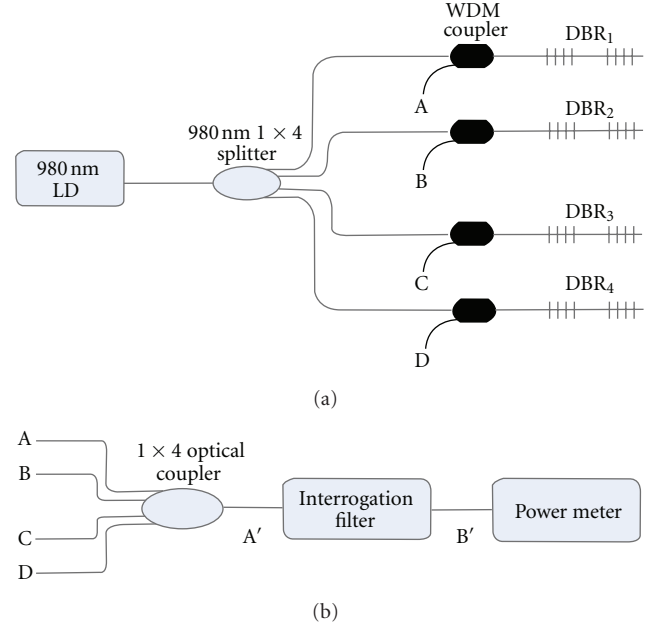 WDM
coupler
DBR₁
A
980 nm 1 × 4
splitter
DBR₂
980 nm
LD
B
DBR₃
C
DBR₄
D
(a)
A
1 × 4 optical
coupler
B
Interrogation
filter
Power meter
C
A′
B′
D
(b)